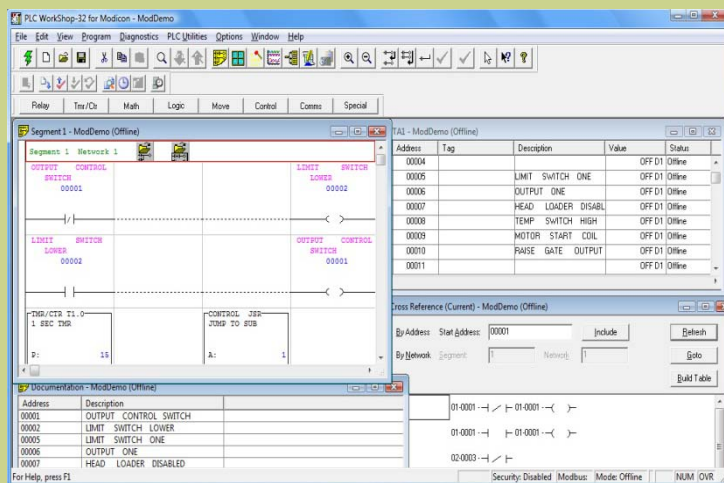 PLC WorkShop-32 for Modicon - ModDemo
File Edit View Program Diagnostics PLC Utilities Options Window Help
Relay Tmr/Ctr Math Logic Move Control Comms Special
Segment 1 - ModDemo (Offline)
Segment 1 Network 1
OUTPUT CONTROL LIMIT SWITCH
SWITCH LOWER
00001 00002
LIMIT SWITCH OUTPUT CONTROL
LOWER SWITCH
00002 00001
TMR/CTR T1.0 CONTROL JSR
1 SEC TMR JUMP TO SUB
P: 15 A: 1
TA1 - ModDemo (Offline)
Address Tag Description Value Status
00004 OFF D1 Offline
00005 LIMIT SWITCH ONE OFF D1 Offline
00006 OUTPUT ONE OFF D1 Offline
00007 HEAD LOADER DISABL OFF D1 Offline
00008 TEMP SWITCH HIGH OFF D1 Offline
00009 MOTOR START COIL OFF D1 Offline
00010 RAISE GATE OUTPUT OFF D1 Offline
00011 OFF D1 Offline
Cross Reference (Current) - ModDemo (Offline)
By Address Start Address: 00001 Include Refresh
By Network Segment 1 Network 1 Goto
Build Table
01-0001 - 01-0001 -
01-0001 - 01-0001 -
02-0003 -
Documentation - ModDemo (Offline)
Address Description
00001 OUTPUT CONTROL SWITCH
00002 LIMIT SWITCH LOWER
00005 LIMIT SWITCH ONE
00006 OUTPUT ONE
00007 HEAD LOADER DISABLED
For Help, press F1 Security: Disabled Modbus: Mode: Offline NUM OVR